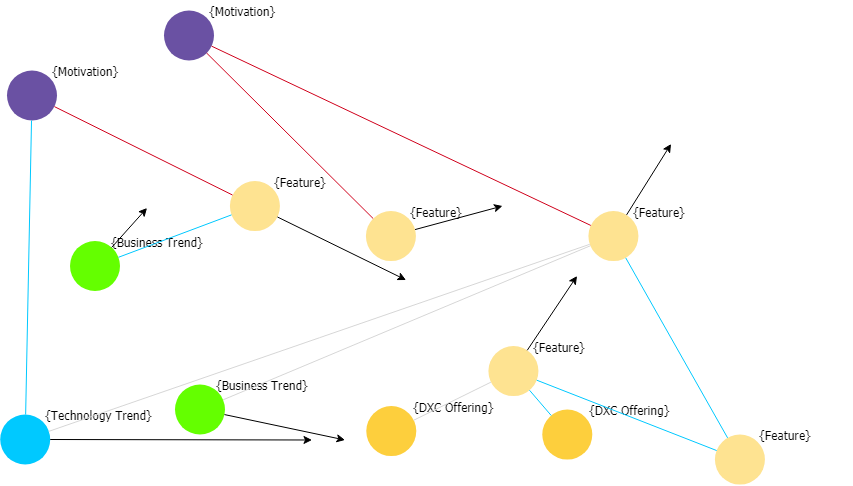 {Motivation}
{Motivation}
{Feature}
{Feature}
{Feature}
{Business Trend}
{Feature}
{Business Trend}
{DXC Offering}
{DXC Offering}
{Technology Trend}
{Feature}